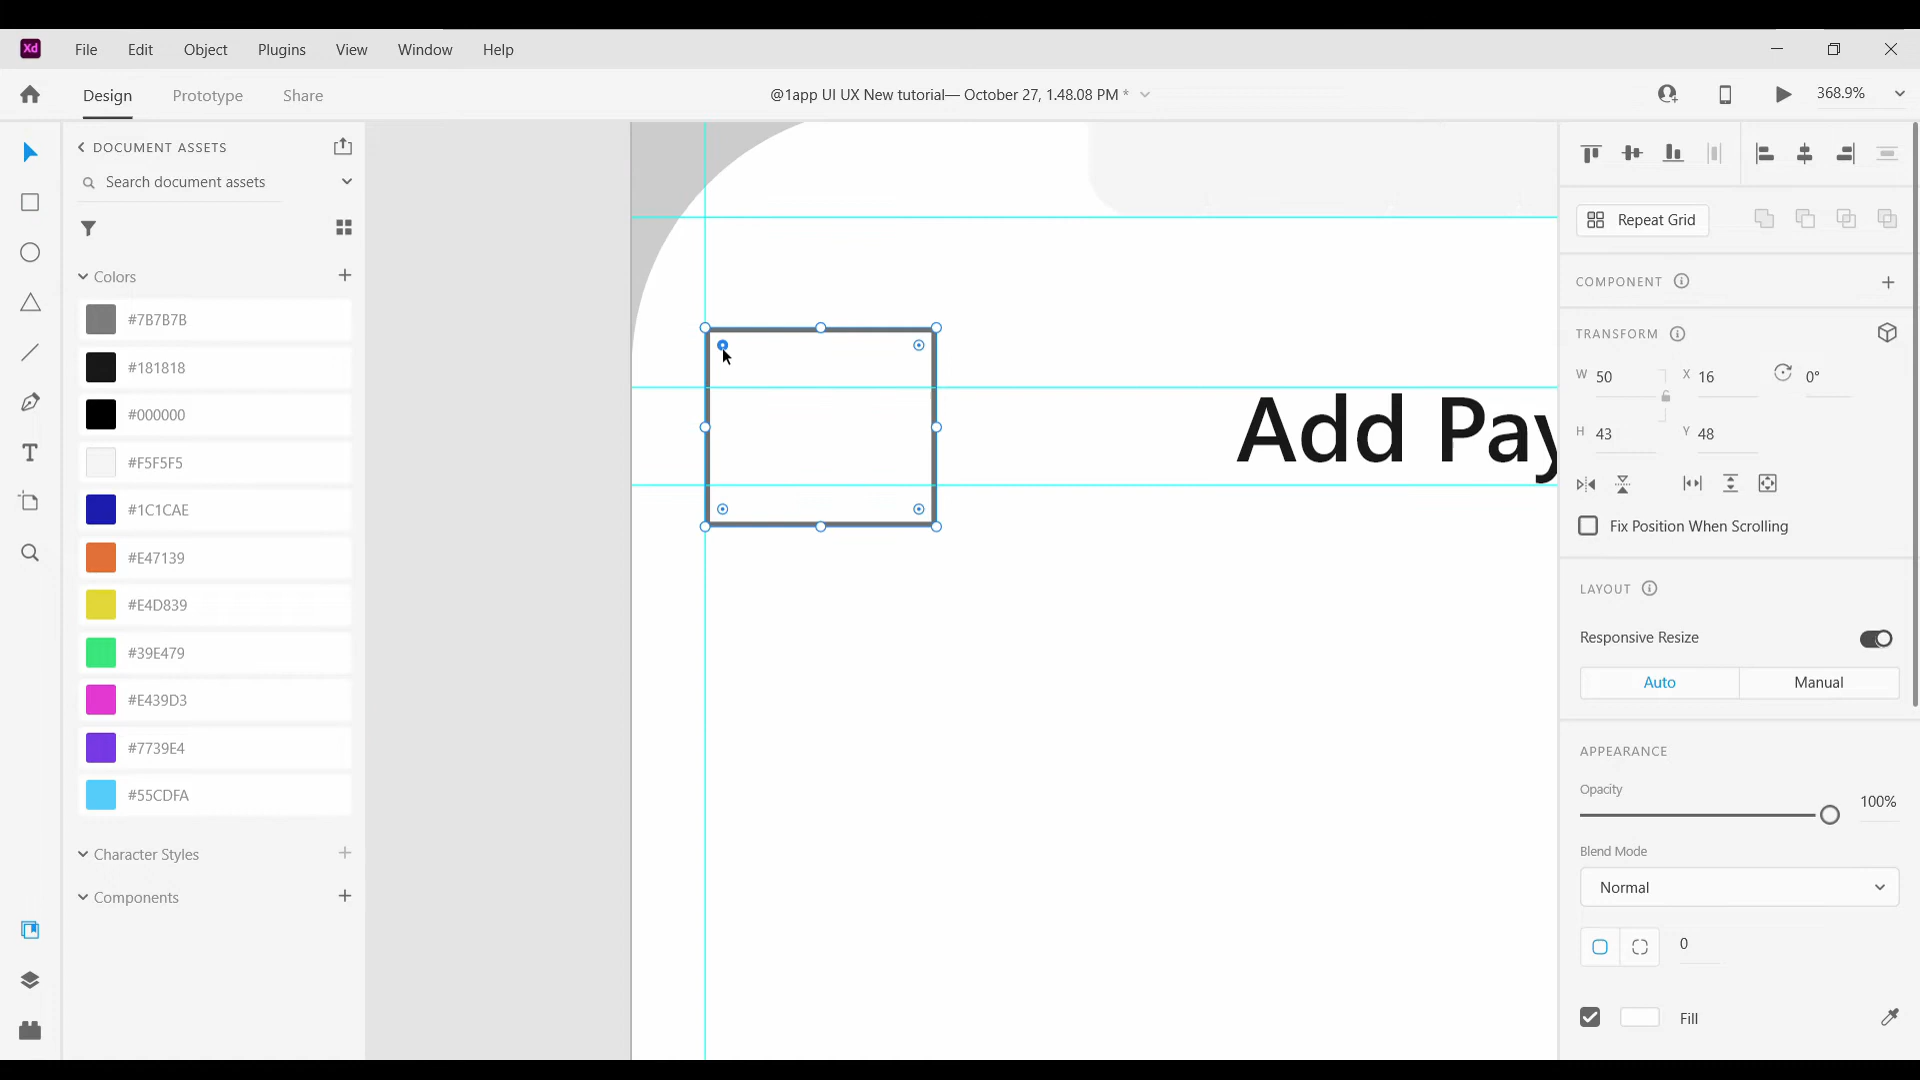 Xd File Edit Object Plugins View Window Help
Design Prototype Share @1app UI UX New tutorial— October 27, 1.48.08 PM * 368.9%
DOCUMENT ASSETS
Search document assets
Colors
#7B7B7B
#181818
#000000
#F5F5F5
#1C1CAE
#E47139
#E4D839
#39E479
#E439D3
#7739E4
#55CDFA
Character Styles
Components
Add Pay
Repeat Grid
COMPONENT
TRANSFORM
W 50 X 16 0°
H 43 Y 48
Fix Position When Scrolling
LAYOUT
Responsive Resize
Auto Manual
APPEARANCE
Opacity
100%
Blend Mode
Normal
0
Fill